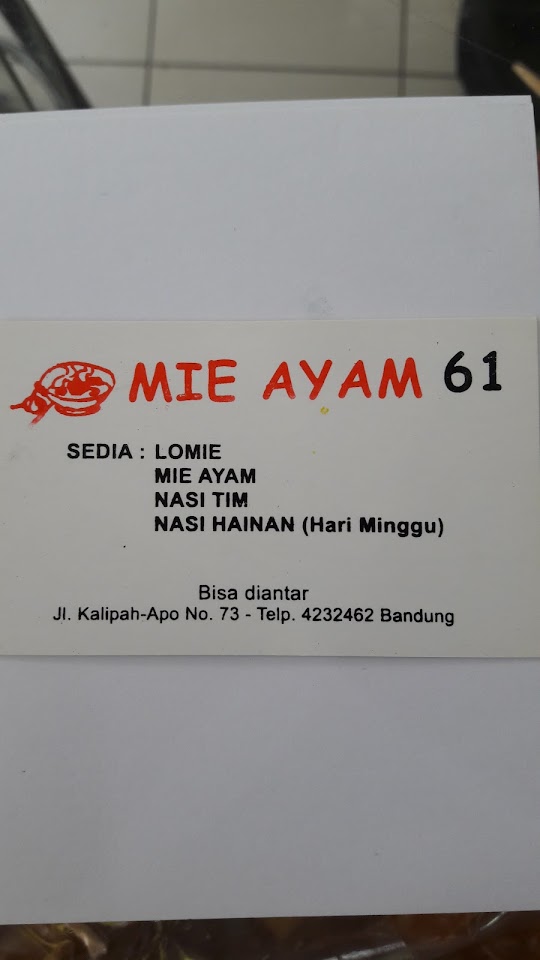 MIE AYAM 61
SEDIA : LOMIE
MIE AYAM
NASI TIM
NASI HAINAN (Hari Minggu)
Bisa diantar
Jl. Kalipah-Apo No. 73 - Telp. 4232462 Bandung